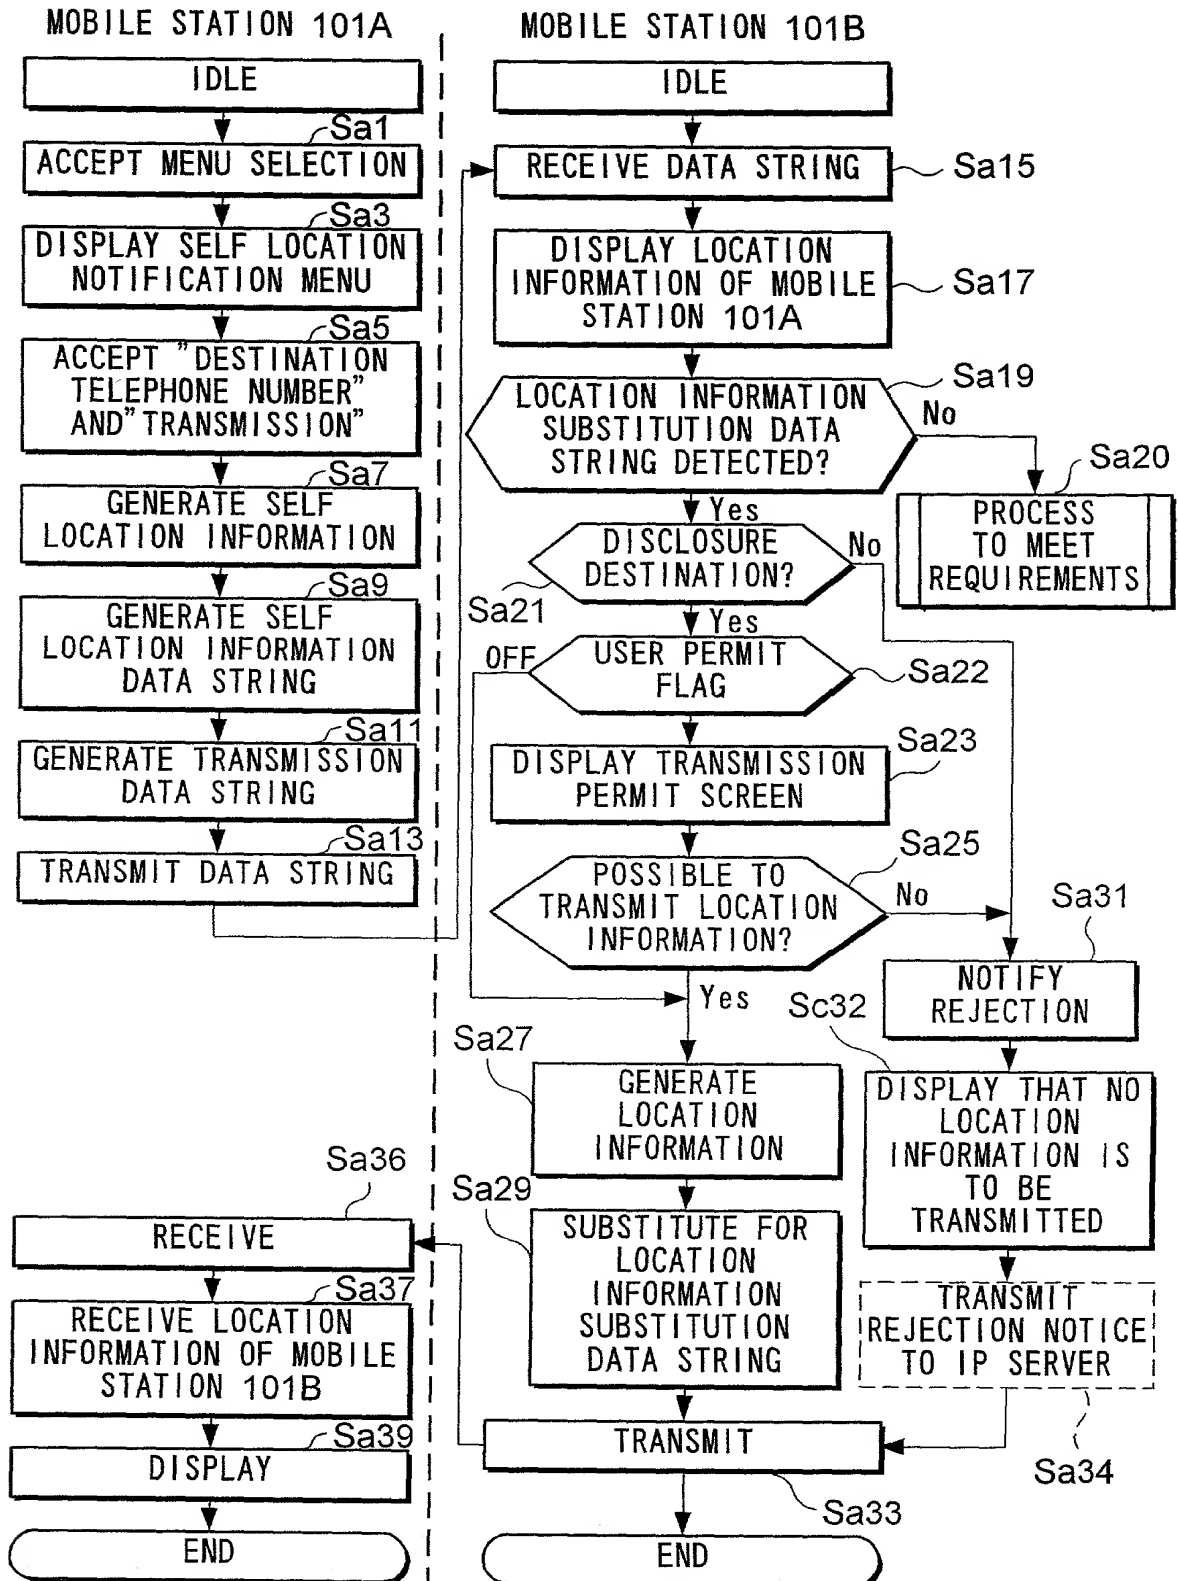 MOBILE STATION 101A
IDLE
Sa1
ACCEPT MENU SELECTION
Sa3
DISPLAY SELF LOCATION
NOTIFICATION MENU
Sa5
ACCEPT "DESTINATION
TELEPHONE NUMBER"
AND"TRANSMISSION"
Sa7
GENERATE SELF
LOCATION INFORMATION
Sa9
GENERATE SELF
LOCATION INFORMATION
DATA STRING
Sa11
GENERATE TRANSMISSION
DATA STRING
Sa13
TRANSMIT DATA STRING
Sa36
RECEIVE
Sa37
RECEIVE LOCATION
INFORMATION OF MOBILE
STATION 101B
Sa39
DISPLAY
END
MOBILE STATION 101B
IDLE
RECEIVE DATA STRING
Sa15
DISPLAY LOCATION
INFORMATION OF MOBILE
STATION 101A
Sa17
LOCATION INFORMATION
SUBSTITUTION DATA
STRING DETECTED?
Sa19
No
Sa20
PROCESS
TO MEET
REQUIREMENTS
Yes
DISCLOSURE
DESTINATION?
No
Sa21
Yes
OFF
USER PERMIT
FLAG
Sa22
Sa23
DISPLAY TRANSMISSION
PERMIT SCREEN
Sa25
POSSIBLE TO
TRANSMIT LOCATION
INFORMATION?
No
Yes
Sa31
NOTIFY
REJECTION
Sc32
DISPLAY THAT NO
LOCATION
INFORMATION IS
TO BE
TRANSMITTED
Sa27
GENERATE
LOCATION
INFORMATION
Sa29
SUBSTITUTE FOR
LOCATION
INFORMATION
SUBSTITUTION
DATA STRING
TRANSMIT
REJECTION NOTICE
TO IP SERVER
Sa34
TRANSMIT
Sa33
END